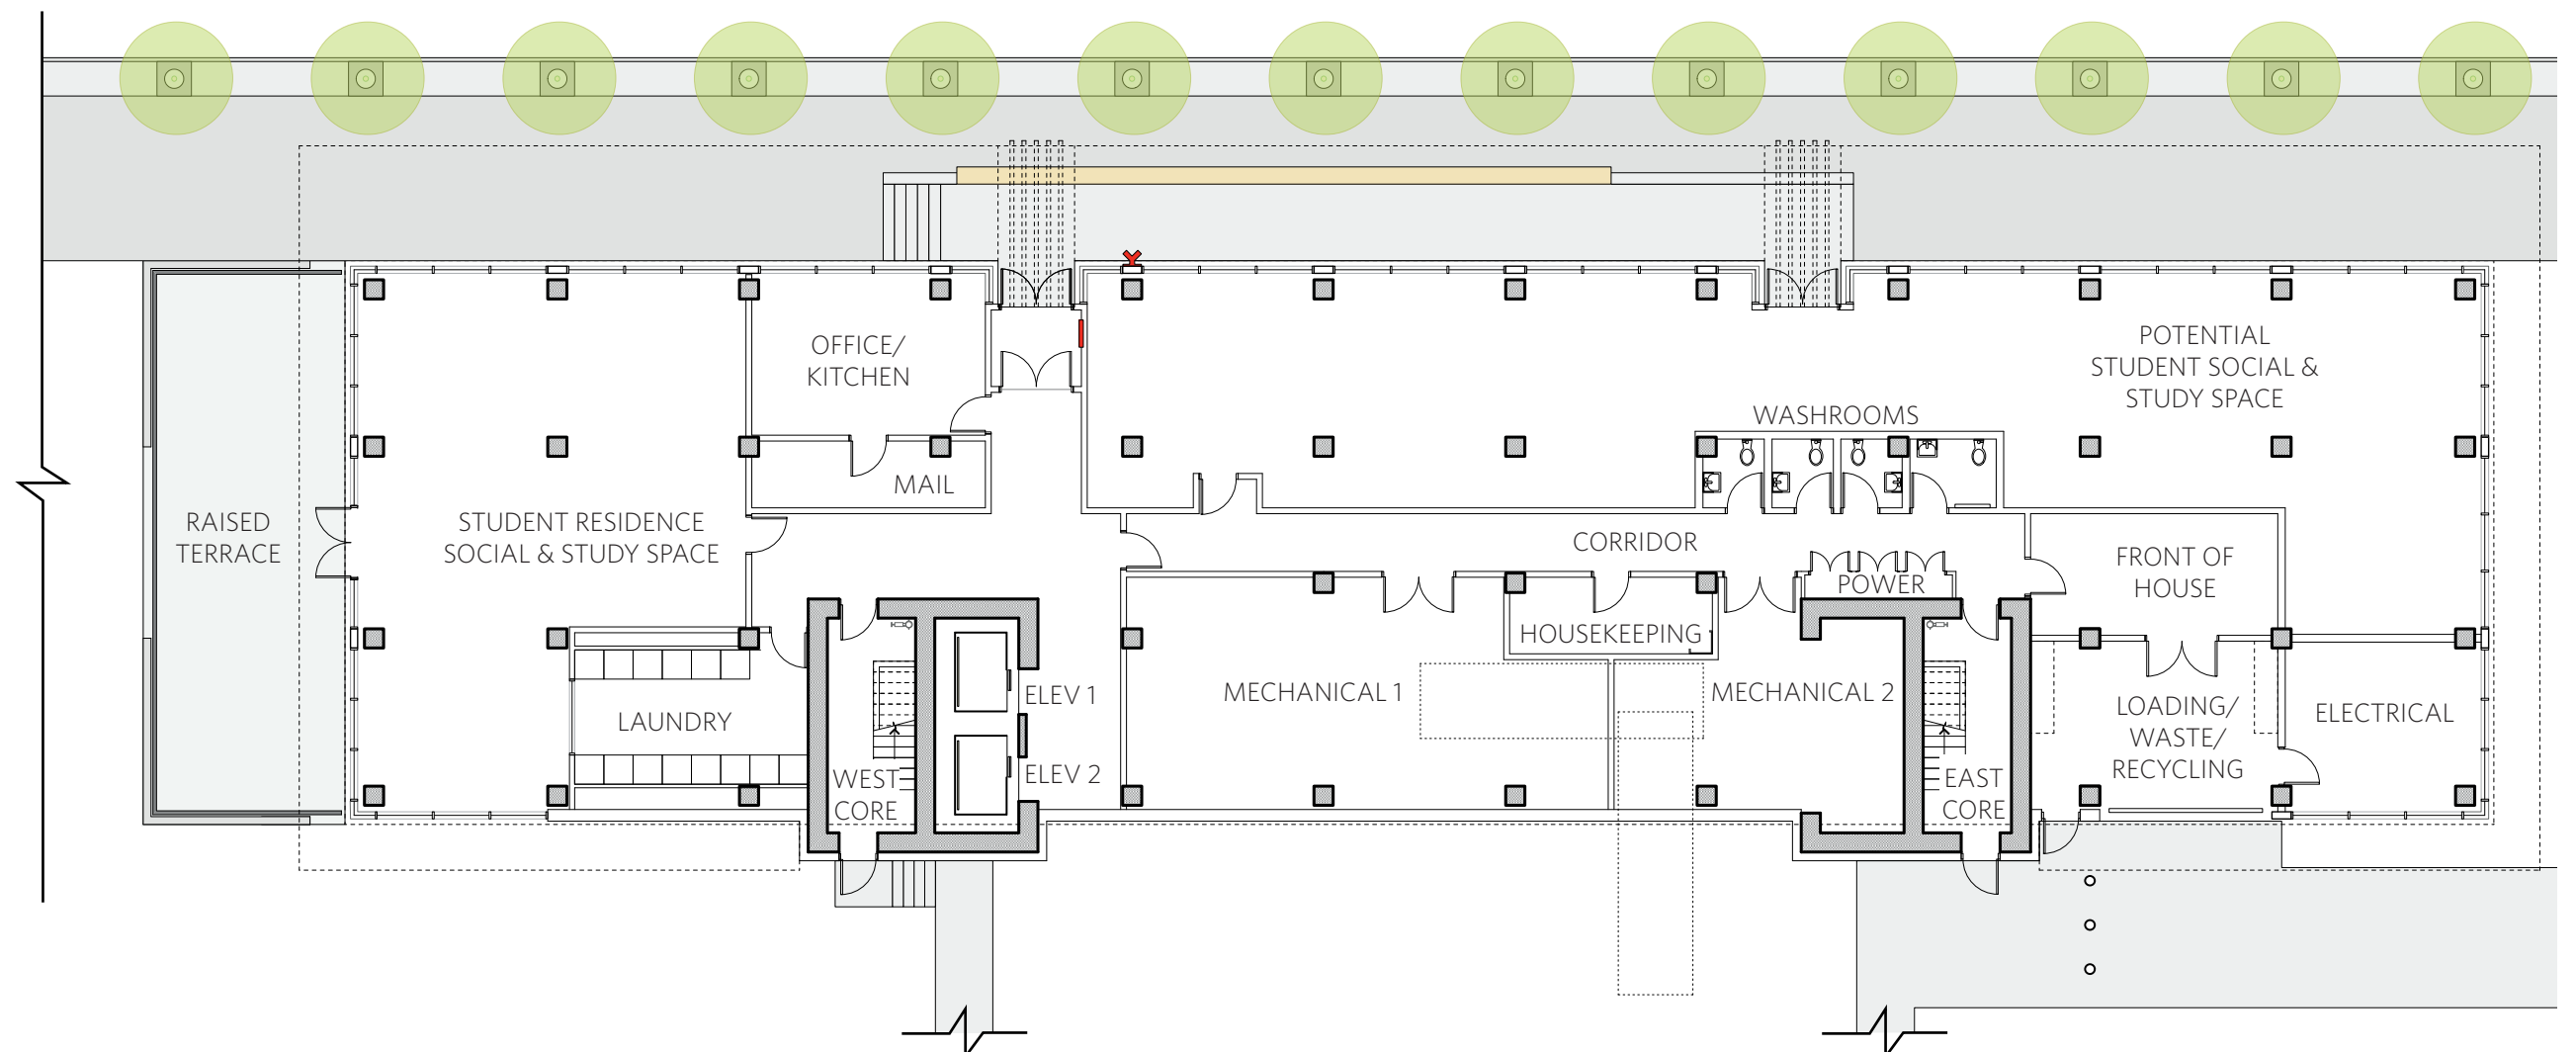 OFFICE/
KITCHEN
POTENTIAL
STUDENT SOCIAL &
STUDY SPACE
WASHROOMS
MAIL
RAISED
TERRACE
STUDENT RESIDENCE
SOCIAL & STUDY SPACE
CORRIDOR
FRONT OF
HOUSE
POWER
HOUSEKEEPING
ELEV 1
MECHANICAL 1
MECHANICAL 2
LAUNDRY
LOADING/
WASTE/
RECYCLING
ELECTRICAL
WEST
CORE
ELEV 2
EAST
CORE